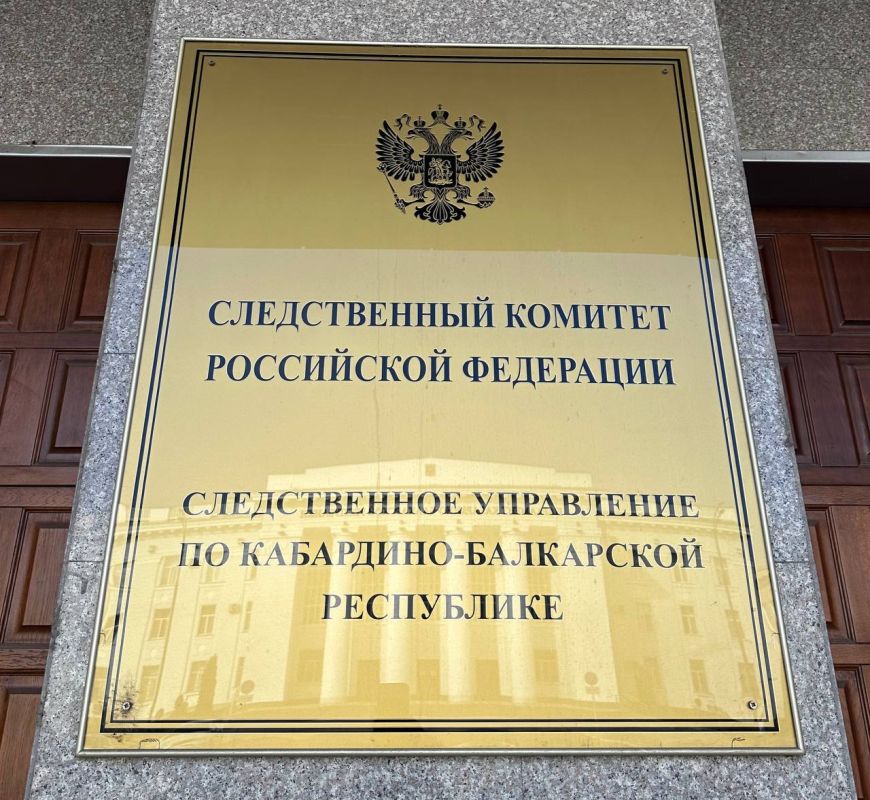 СЛЕДСТВЕННЫЙ КОМИТЕТ
РОССИЙСКОЙ ФЕДЕРАЦИИ
СЛЕДСТВЕННОЕ УПРАВЛЕНИЕ
ПО КАБАРДИНО-БАЛКАРСКОЙ
РЕСПУБЛИКЕ